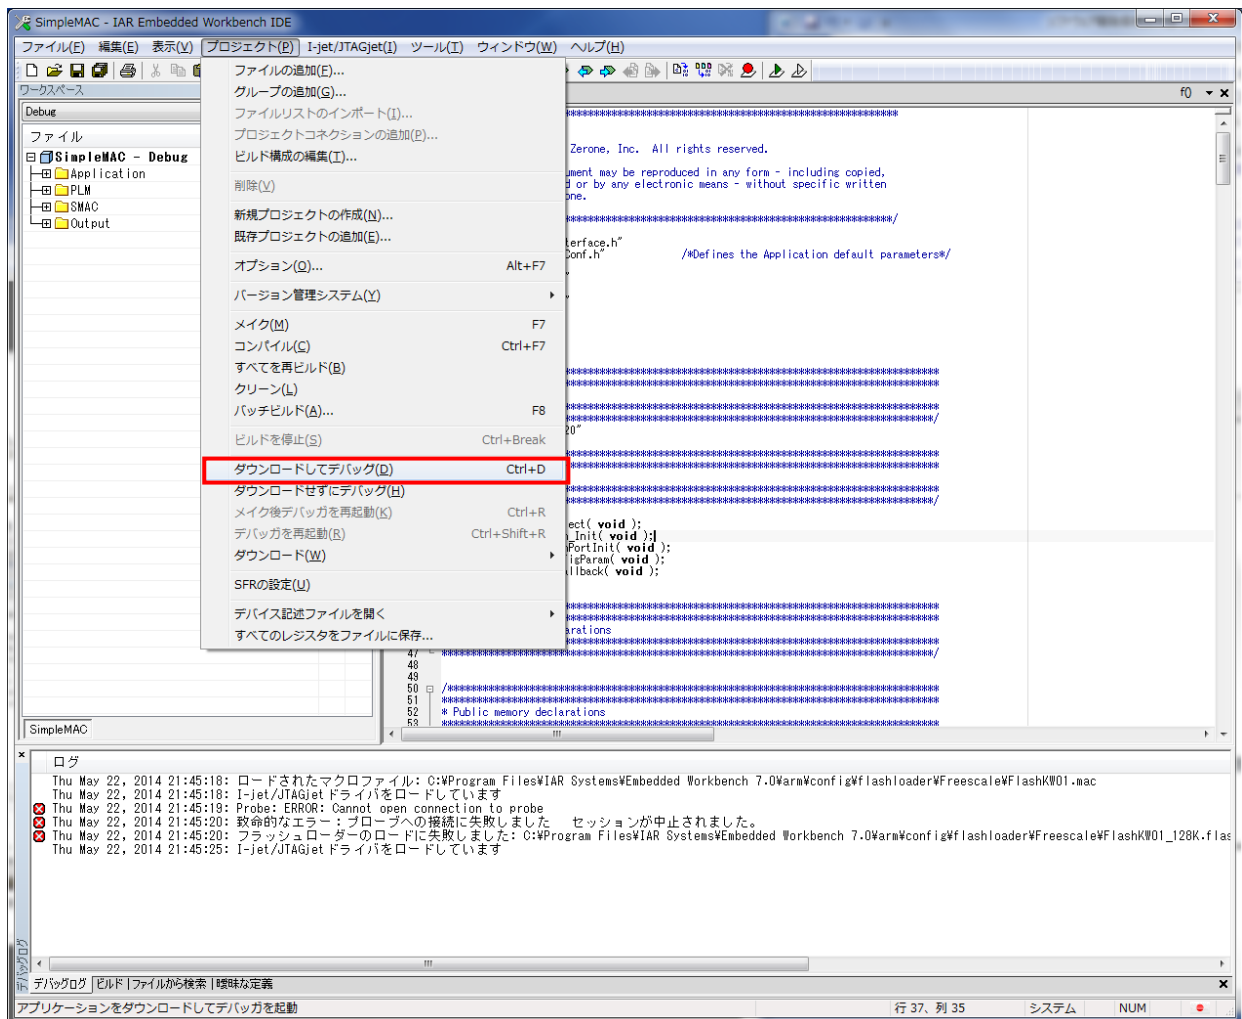 SimpleMAC - IAR Embedded Workbench IDE
ファイル(F) 編集(E) 表示(V) プロジェクト(P) I-jet/JTAGjet(I) ツール(T) ウィンドウ(W) ヘルプ(H)
ワークスペース
Debug
ファイル
SimpleMAC - Debug
Application
PLM
SMAC
Output
SimpleMAC
ファイルの追加(F)...
グループの追加(G)...
ファイルリストのインポート(I)...
プロジェクトコネクションの追加(P)...
ビルド構成の編集(T)...
削除(V)
新規プロジェクトの作成(N)...
既存プロジェクトの追加(E)...
オプション(O)... Alt+F7
バージョン管理システム(Y)
メイク(M) F7
コンパイル(C) Ctrl+F7
すべてを再ビルド(B)
クリーン(L)
バッチビルド(A)... F8
ビルドを停止(S) Ctrl+Break
ダウンロードしてデバッグ(D) Ctrl+D
ダウンロードせずにデバッグ(H)
メイク後デバッガを再起動(K) Ctrl+R
デバッガを再起動(R) Ctrl+Shift+R
ダウンロード(W)
SFRの設定(U)
デバイス記述ファイルを開く
すべてのレジスタをファイルに保存...
f()
Zerone, Inc.  All rights reserved.
ument may be reproduced in any form - including copied,
d or by any electronic means - without specific written
one.
terface.h"
Conf.h" /*Defines the Application default parameters*/
20"
ect( void );
_Init( void );
PortInit( void );
igParam( void );
llback( void );
arations
47
48
49
50
51
52 * Public memory declarations
53
ログ
Thu May 22, 2014 21:45:18: ロードされたマクロファイル: C:¥Program Files¥IAR Systems¥Embedded Workbench 7.0¥arm¥config¥flashloader¥Freescale¥FlashKW01.mac
Thu May 22, 2014 21:45:18: I-jet/JTAGjet ドライバをロードしています
Thu May 22, 2014 21:45:19: Probe: ERROR: Cannot open connection to probe
Thu May 22, 2014 21:45:20: 致命的なエラー：プローブへの接続に失敗しました セッションが中止されました。
Thu May 22, 2014 21:45:20: フラッシュローダーのロードに失敗しました: C:¥Program Files¥IAR Systems¥Embedded Workbench 7.0¥arm¥config¥flashloader¥Freescale¥FlashKW01_128K.flas
Thu May 22, 2014 21:45:25: I-jet/JTAGjet ドライバをロードしています
デバッグログ
デバッグログ ビルド ファイルから検索 曖昧な定義
アプリケーションをダウンロードしてデバッガを起動 行 37、列 35 システム NUM